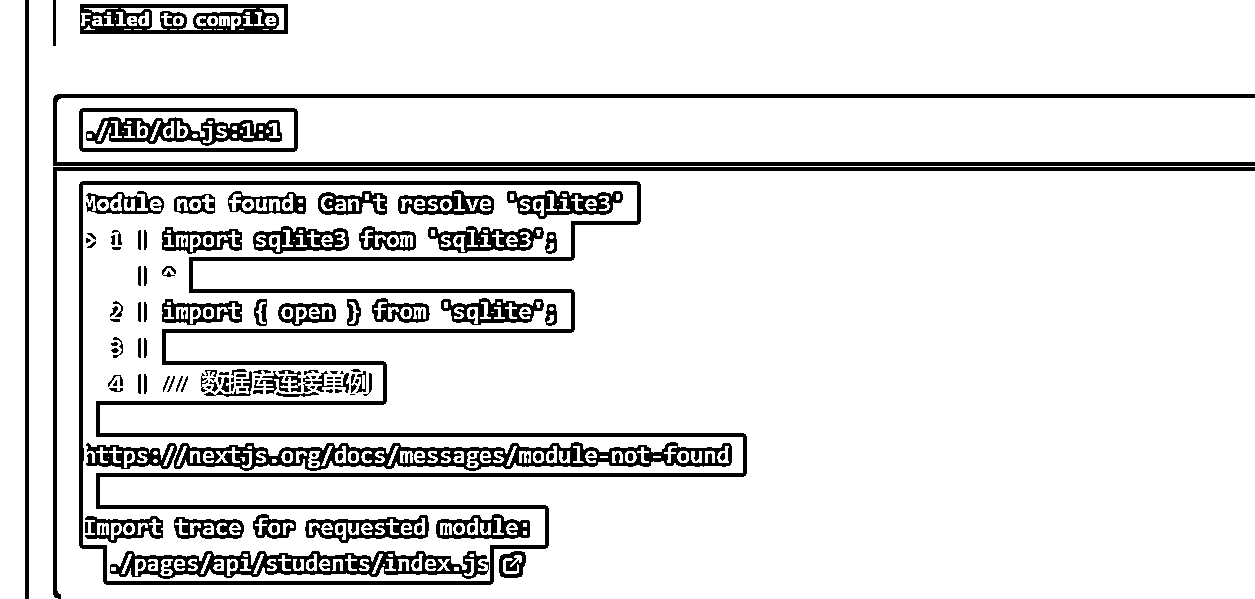 Failed to compile
./lib/db.js:1:1
Module not found: Can't resolve 'sqlite3'
> 1 | import sqlite3 from 'sqlite3';
| ^
2 | import { open } from 'sqlite';
3 |
4 | // 数据库连接单例
https://nextjs.org/docs/messages/module-not-found
Import trace for requested module:
./pages/api/students/index.js